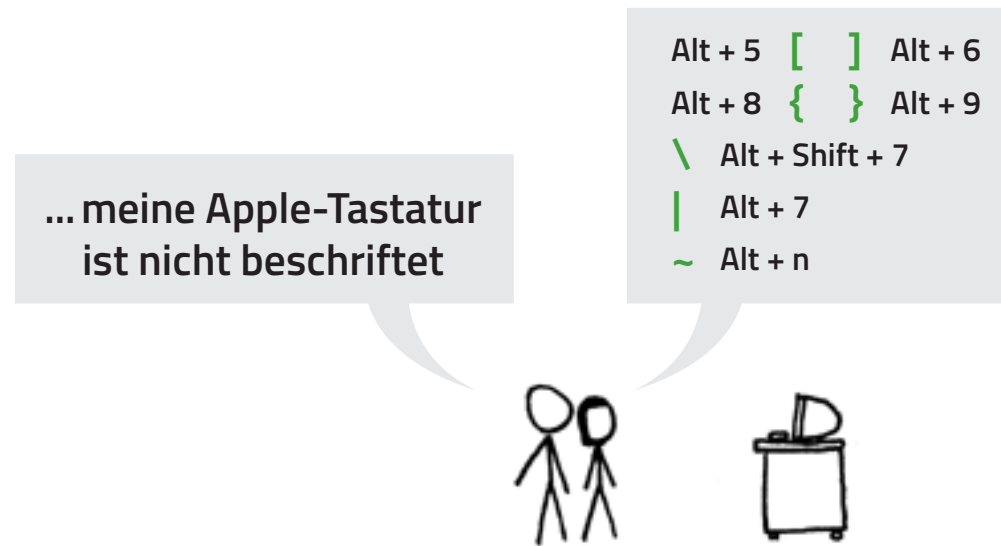 ... meine Apple-Tastatur
ist nicht beschriftet
Alt + 5 [ ] Alt + 6
Alt + 8 { } Alt + 9
\ Alt + Shift + 7
| Alt + 7
~ Alt + n